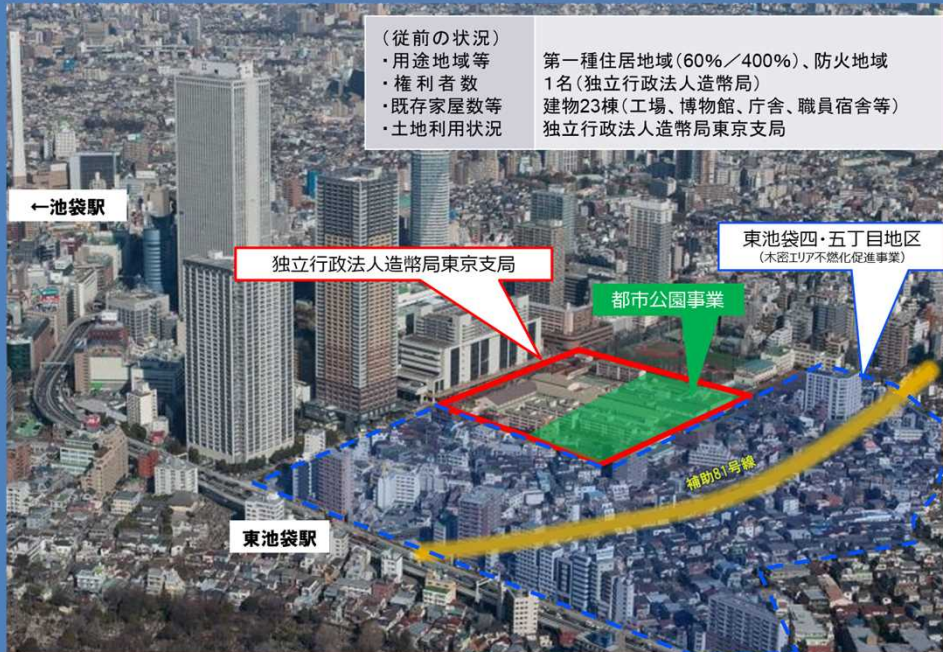 （従前の状況）
・用途地域等 第一種住居地域（60％／400％）、防火地域
・権利者数 1名（独立行政法人造幣局）
・既存家屋数等 建物23棟（工場、博物館、庁舎、職員宿舎等）
・土地利用状況 独立行政法人造幣局東京支局
←池袋駅
東池袋四・五丁目地区
（木密エリア不燃化促進事業）
独立行政法人造幣局東京支局
都市公園事業
補助81号線
東池袋駅